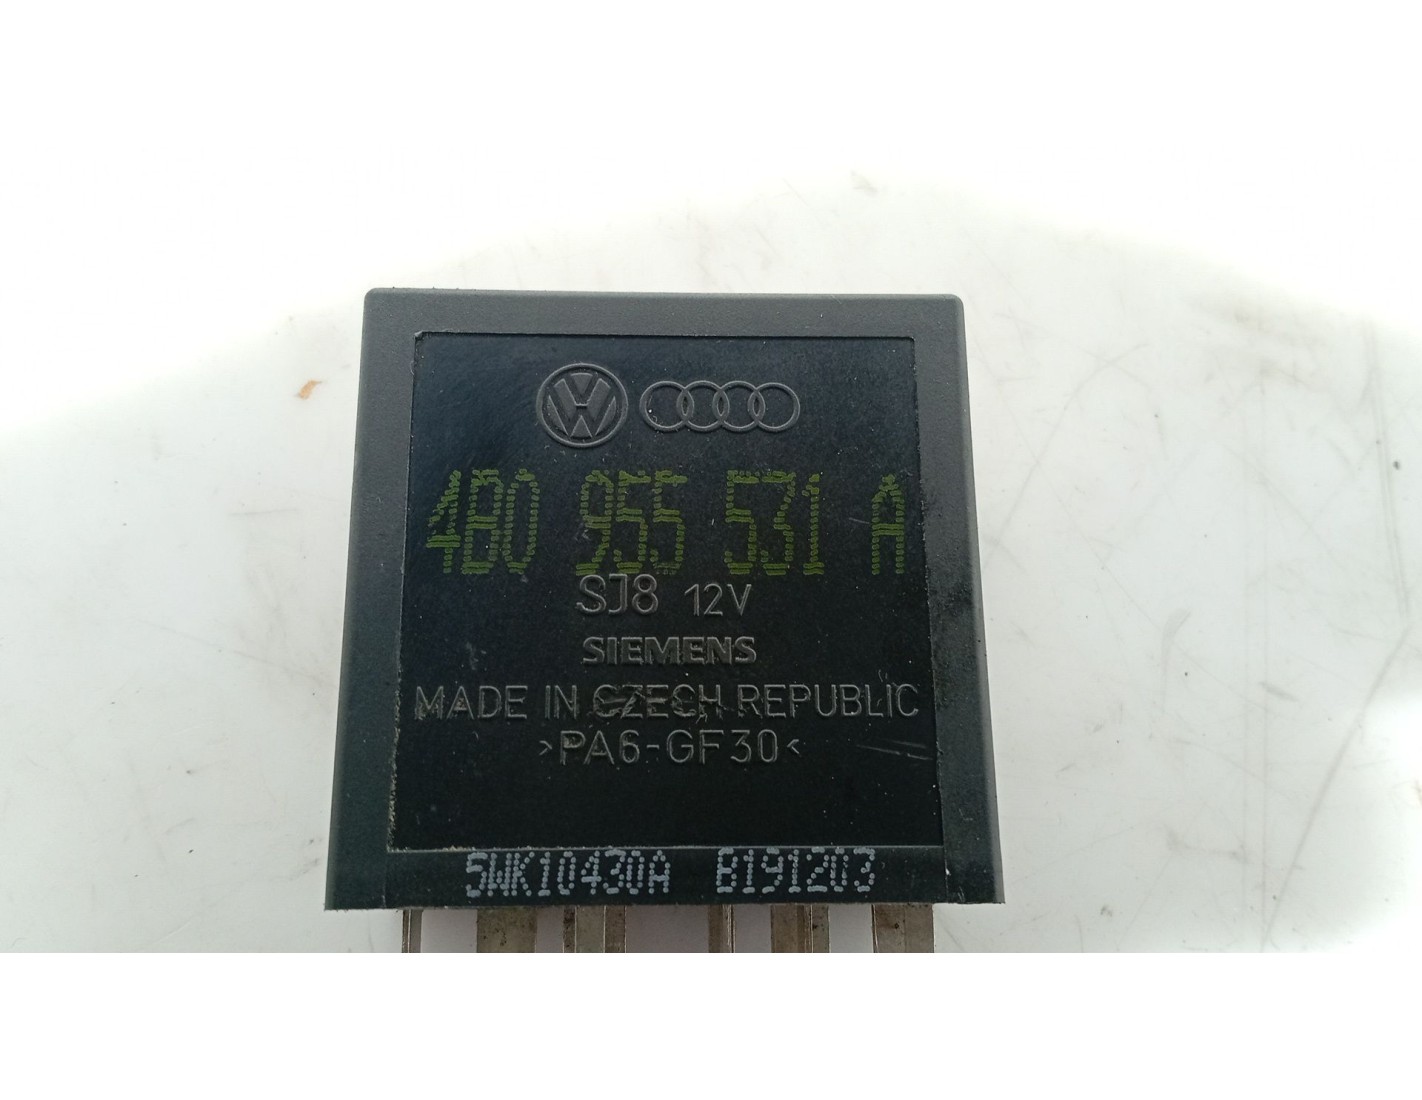 4B0 955 531 A
SJ8 12V
SIEMENS
MADE IN CZECH REPUBLIC
>PA6-GF30<
5WK10430A B191203